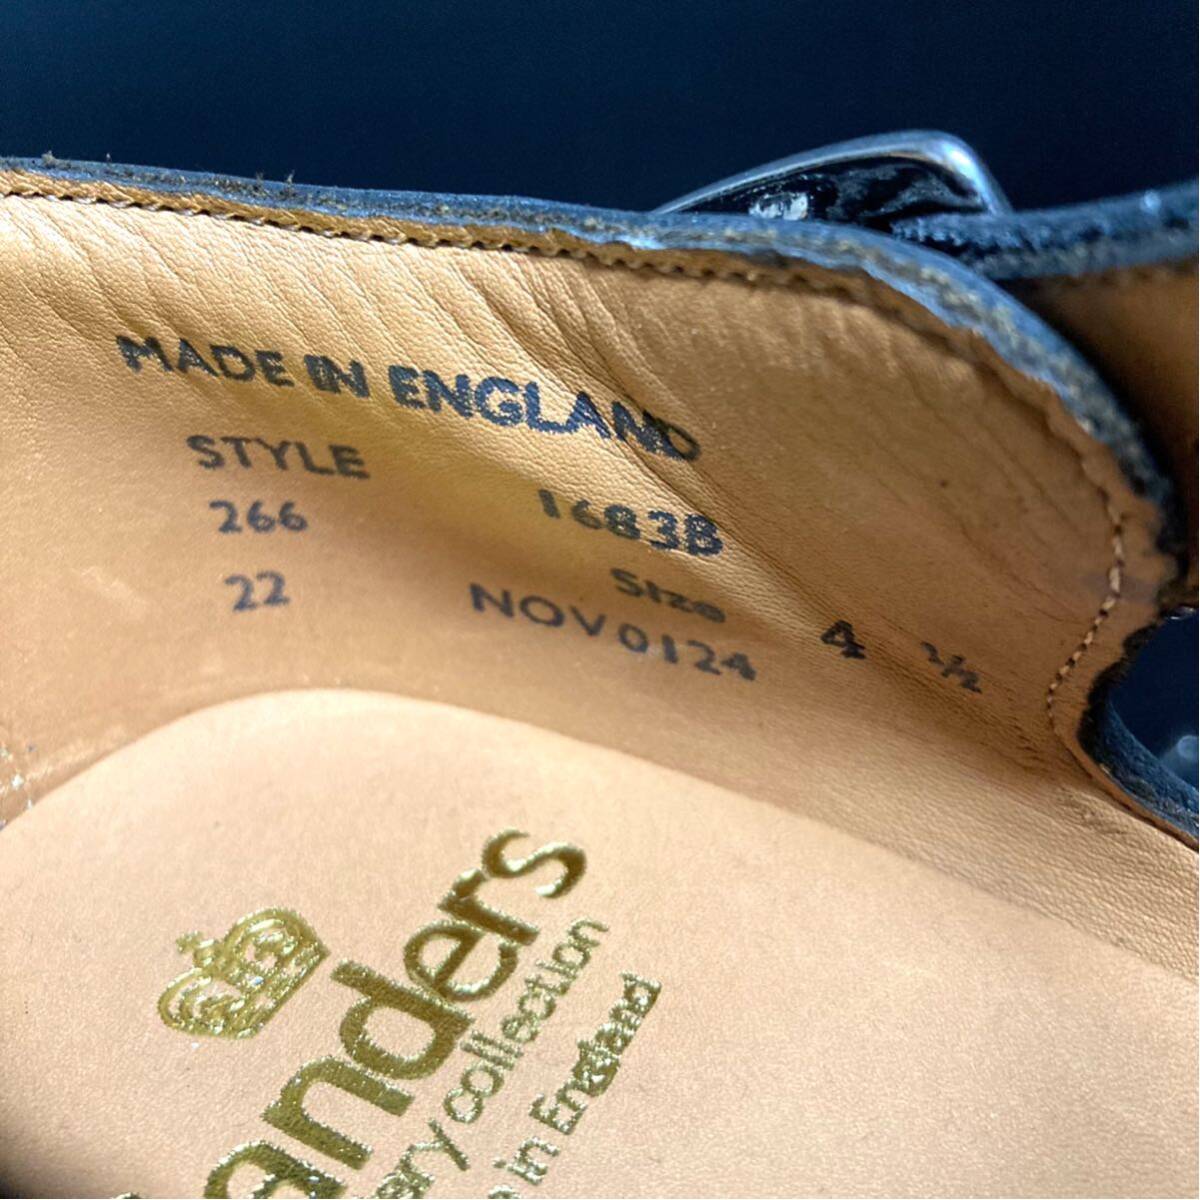 MADE IN ENGLAND
STYLE 1683B
266 Size 4 ½
22 NOV0124
anders
ery collection
in England